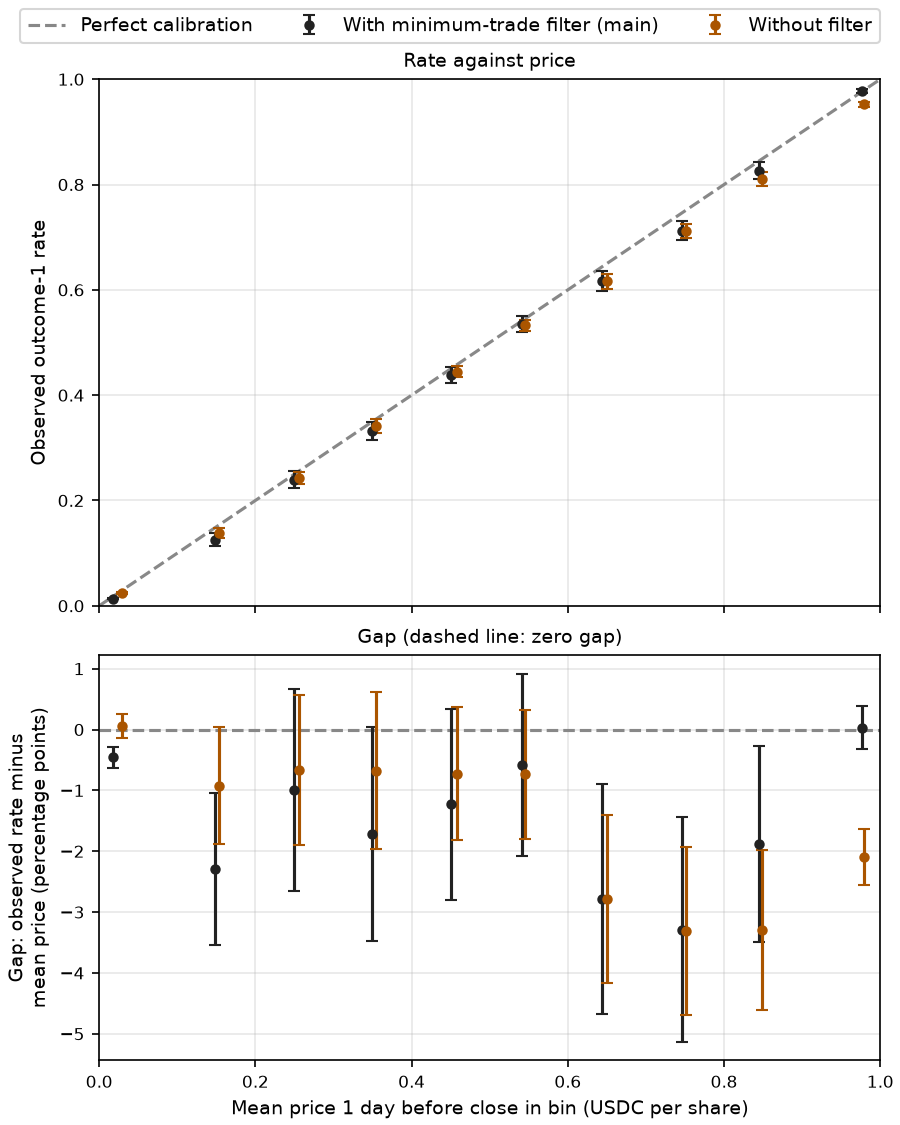 Perfect calibration
With minimum-trade filter (main)
Without filter
Rate against price
1.0
0.8
0.6
0.4
0.2
0.0
Observed outcome-1 rate
Gap (dashed line: zero gap)
1
0
−1
−2
−3
−4
−5
Gap: observed rate minus
mean price (percentage points)
0.0
0.2
0.4
0.6
0.8
1.0
Mean price 1 day before close in bin (USDC per share)